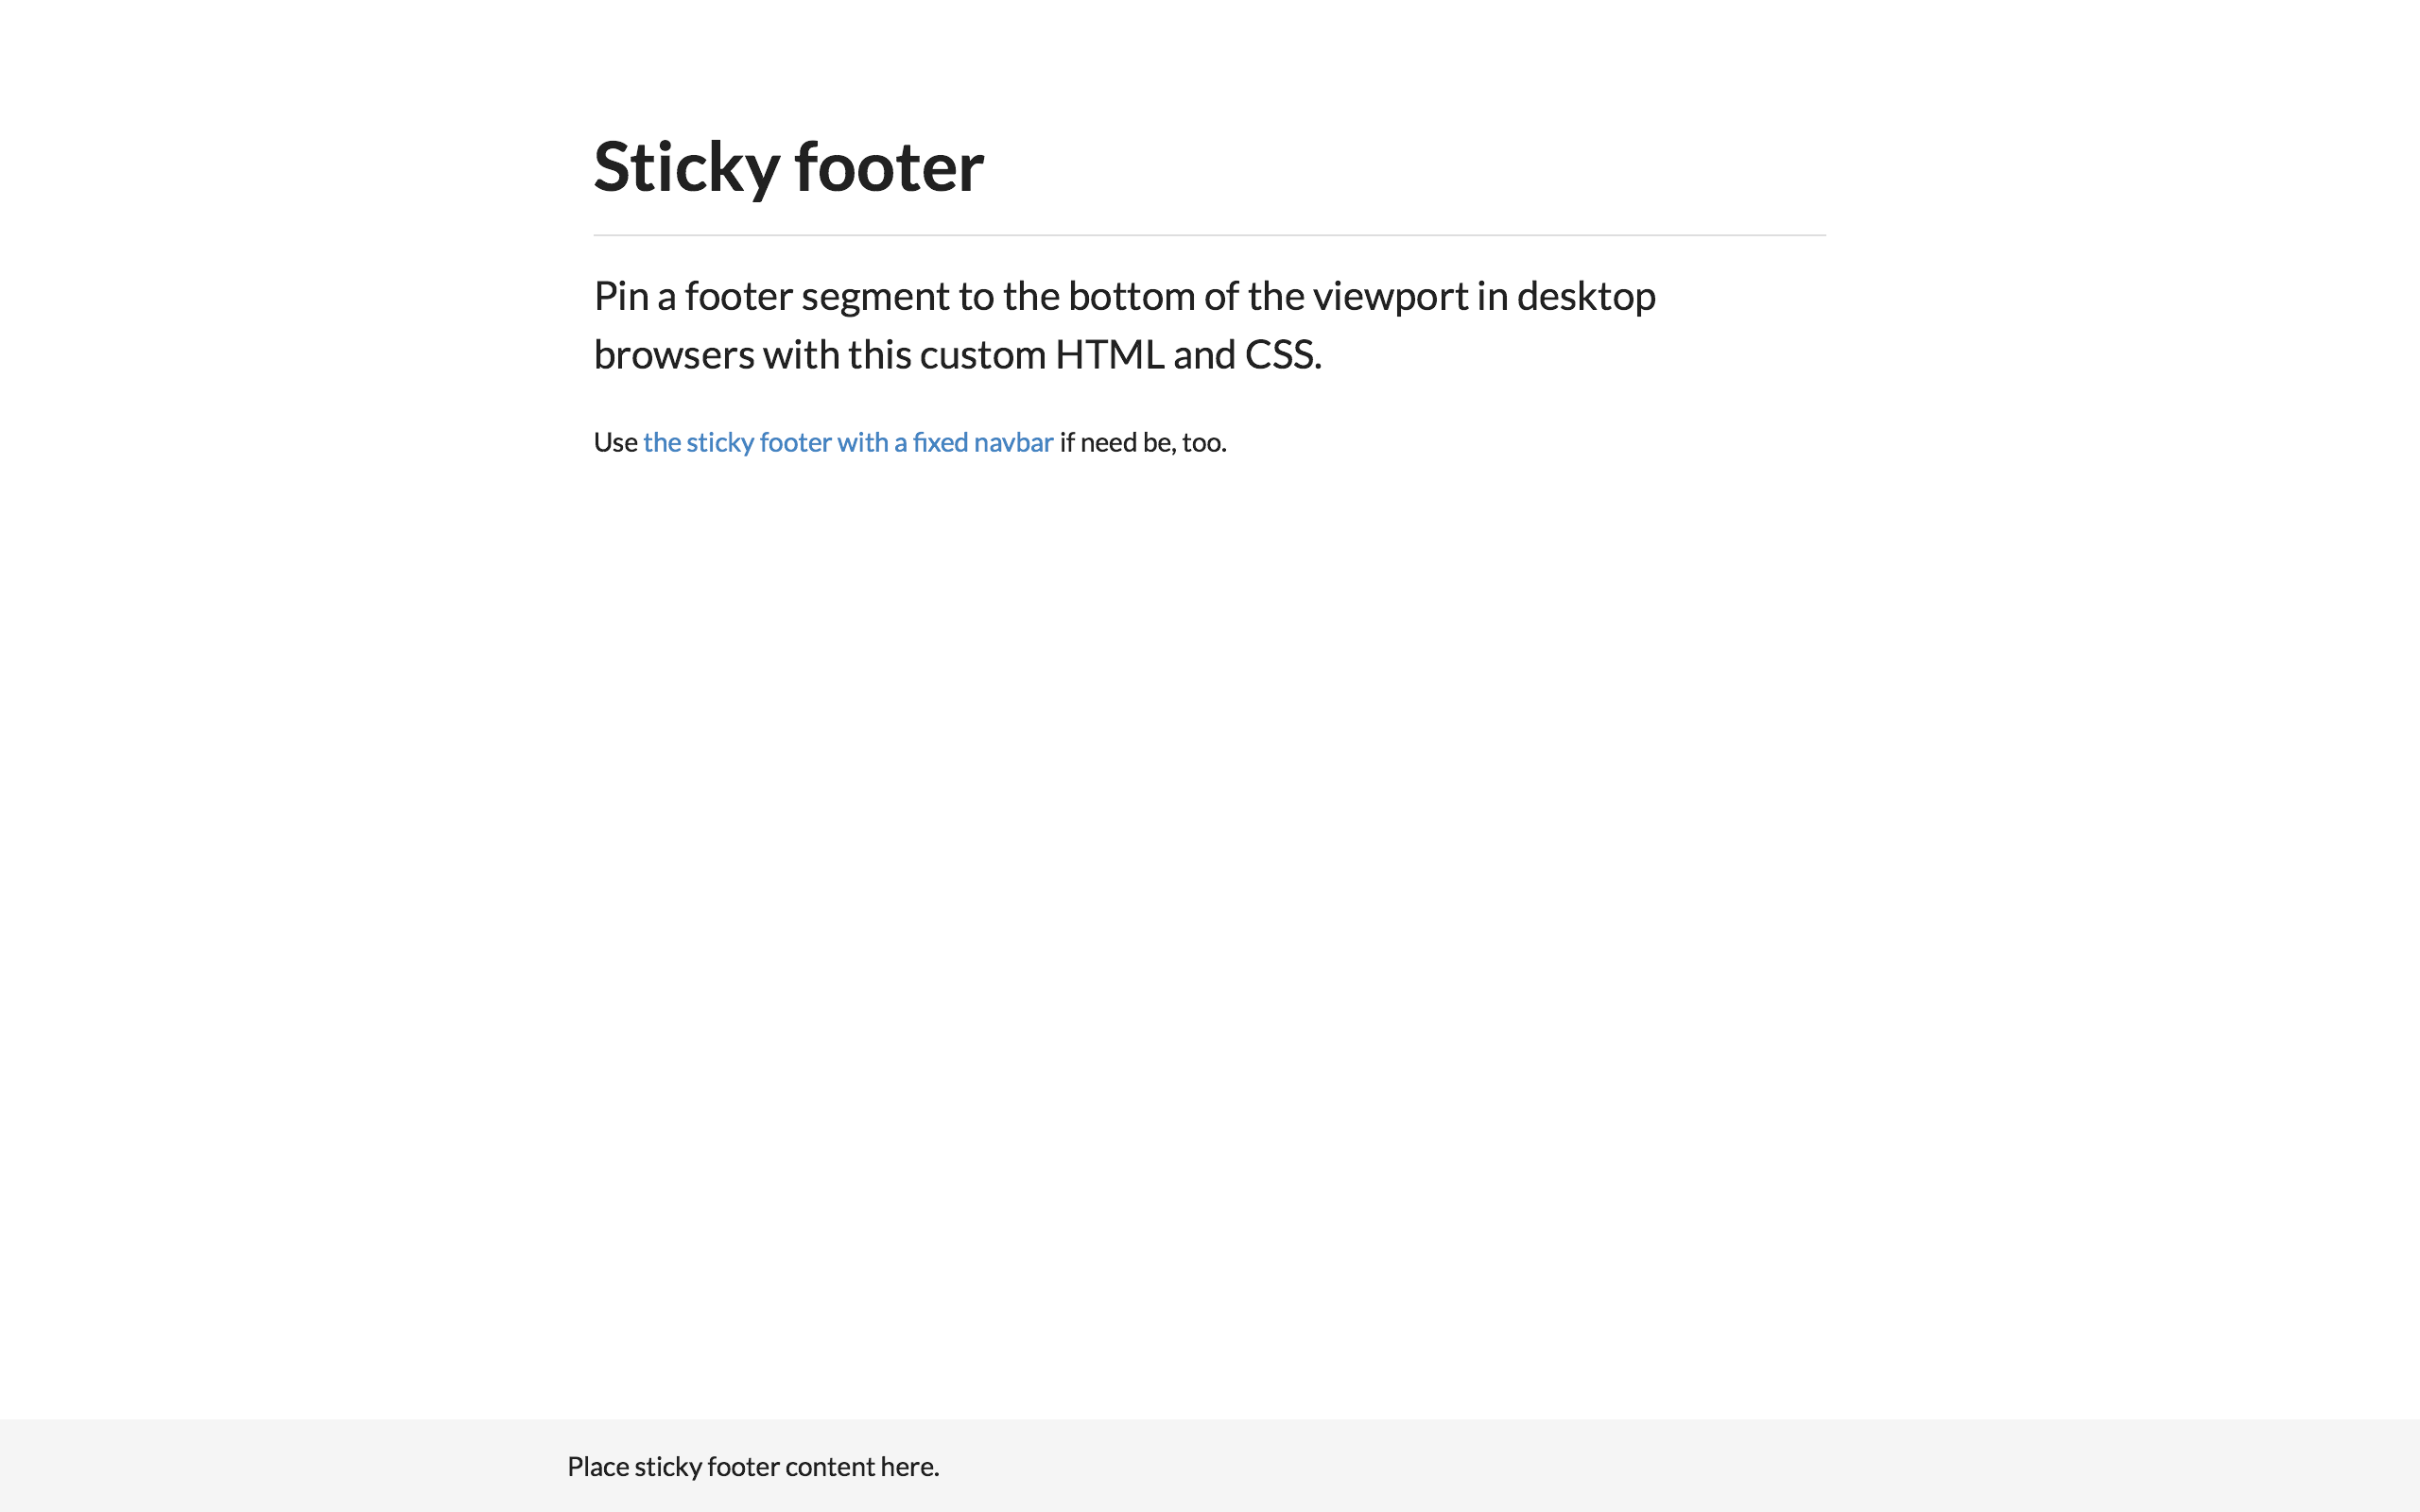 Sticky footer
Pin a footer segment to the bottom of the viewport in desktop
browsers with this custom HTML and CSS.
Use the sticky footer with a fixed navbar if need be, too.
Place sticky footer content here.